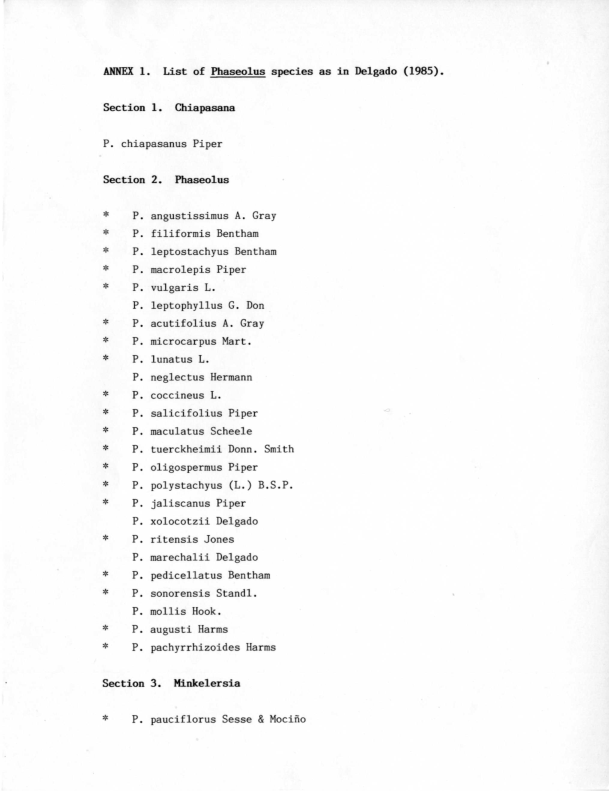 ANNEX 1. List of Phaseolus species as in Delgado (1985).
Section 1. Chiapasana
P. chiapasanus Piper
Section 2. Phaseolus
* P. angustissimus A. Gray
* P. filiformis Bentham
* P. leptostachyus Bentham
* P. macrolepis Piper
* P. vulgaris L.
P. leptophyllus G. Don
* P. acutifolius A. Gray
* P. microcarpus Mart.
* P. lunatus L.
P. neglectus Hermann
* P. coccineus L.
* P. salicifolius Piper
* P. maculatus Scheele
* P. tuerckheimii Donn. Smith
* P. oligospermus Piper
* P. polystachyus (L.) B.S.P.
* P. jaliscanus Piper
P. xolocotzii Delgado
* P. ritensis Jones
P. marechalii Delgado
* P. pedicellatus Bentham
* P. sonorensis Standl.
P. mollis Hook.
* P. augusti Harms
* P. pachyrrhizoides Harms
Section 3. Minkelersia
* P. pauciflorus Sesse & Mociño